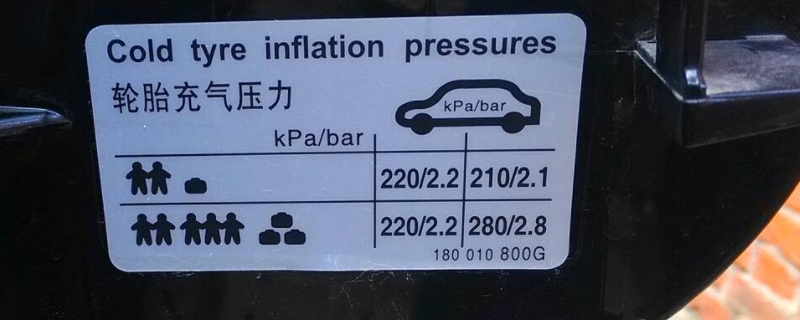 Cold tyre inflation pressures
轮胎充气压力
kPa/bar
kPa/bar
220/2.2 210/2.1
220/2.2 280/2.8
180 010 800G